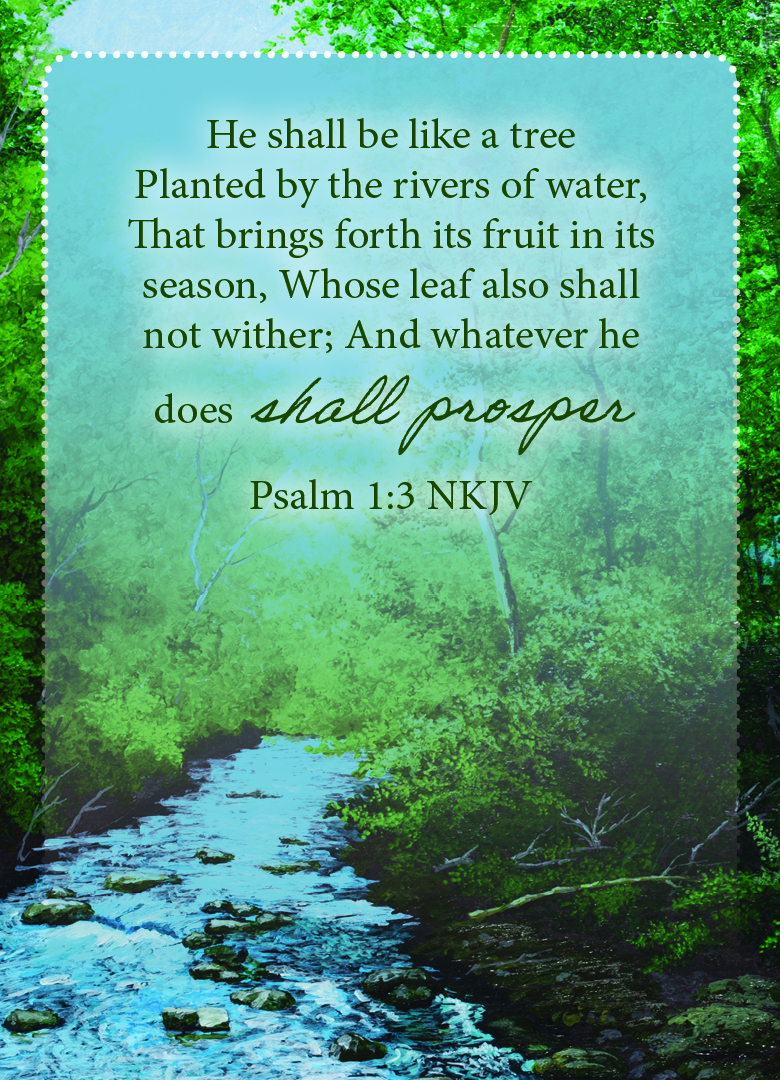 He shall be like a tree
Planted by the rivers of water,
That brings forth its fruit in its
season, Whose leaf also shall
not wither; And whatever he
does shall prosper
Psalm 1:3 NKJV